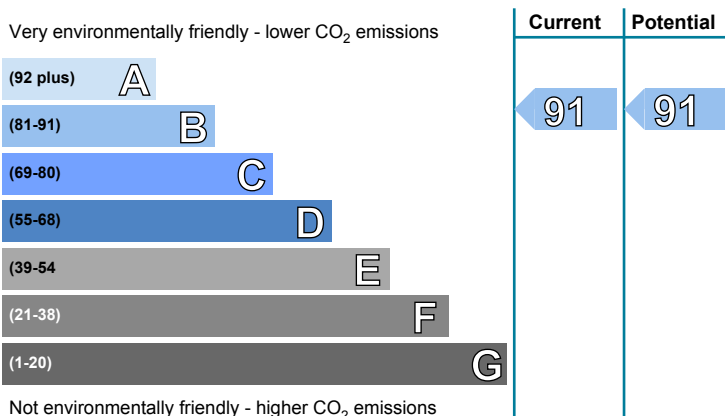 Very environmentally friendly - lower CO2 emissions
Current
Potential
(92 plus) A
(81-91) B
91
91
(69-80) C
(55-68) D
(39-54 E
(21-38) F
(1-20) G
Not environmentally friendly - higher CO2 emissions